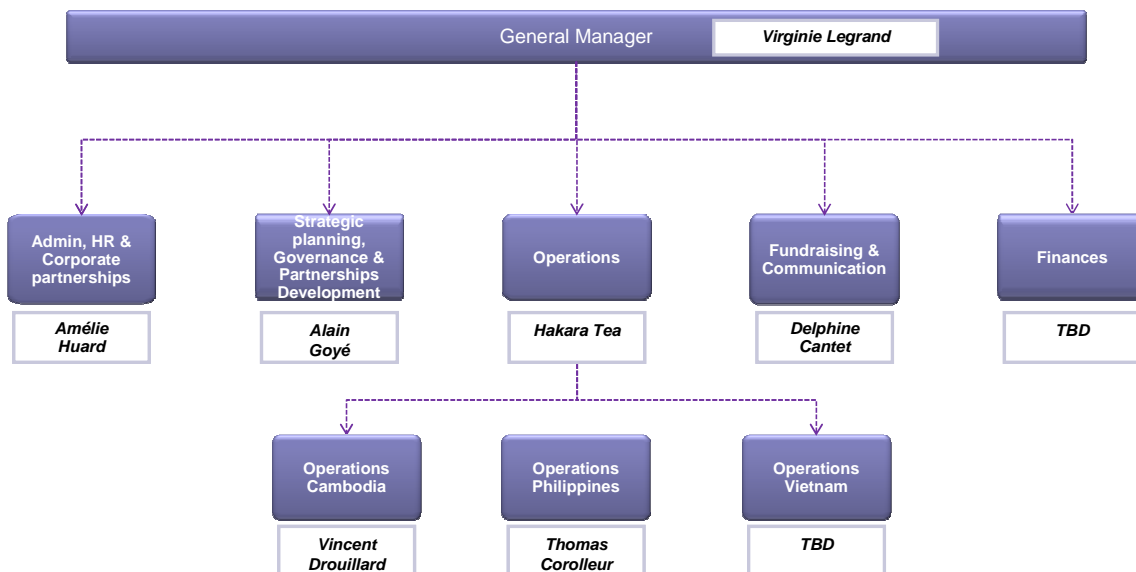 General Manager
Virginie Legrand
Admin, HR &
Corporate
partnerships
Strategic
planning,
Governance &
Partnerships
Development
Operations
Fundraising &
Communication
Finances
Amélie
Huard
Alain
Goyé
Hakara Tea
Delphine
Cantet
TBD
Operations
Cambodia
Operations
Philippines
Operations
Vietnam
Vincent
Drouillard
Thomas
Corolleur
TBD